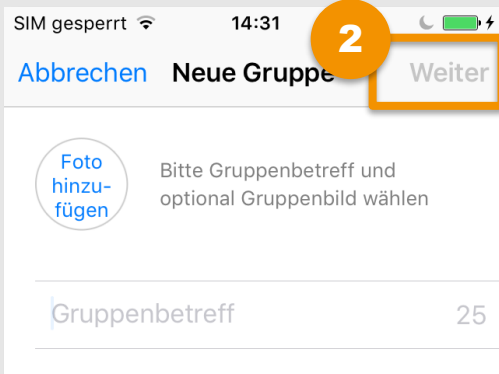 SIM gesperrt 14:31
2
Abbrechen Neue Gruppe Weiter
Foto
hinzu-
fügen
Bitte Gruppenbetreff und
optional Gruppenbild wählen
Gruppenbetreff 25